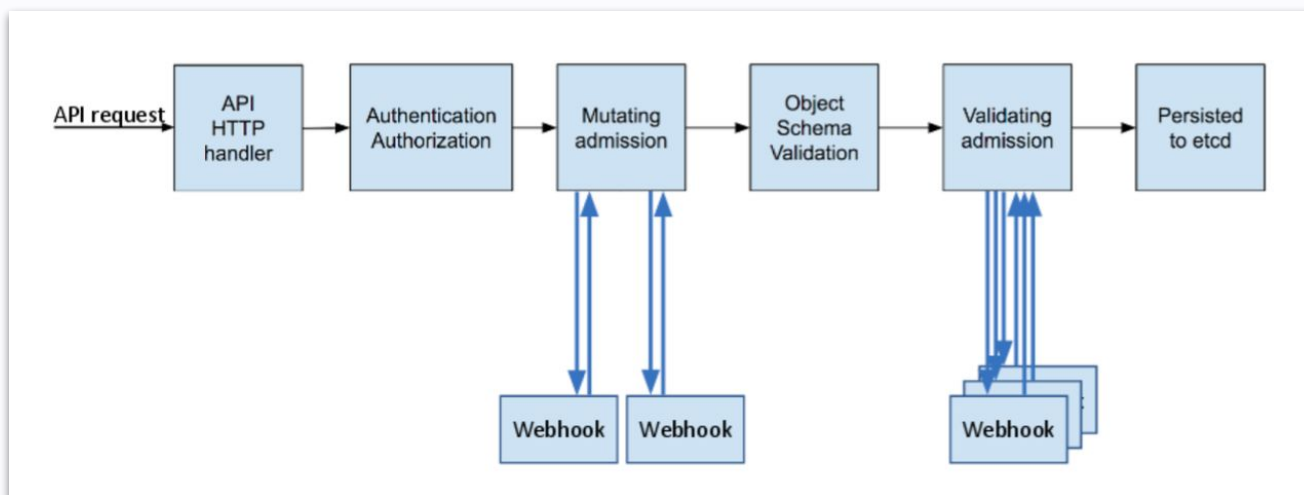 API request
API
HTTP
handler
Authentication
Authorization
Mutating
admission
Object
Schema
Validation
Validating
admission
Persisted
to etcd
Webhook
Webhook
Webhook